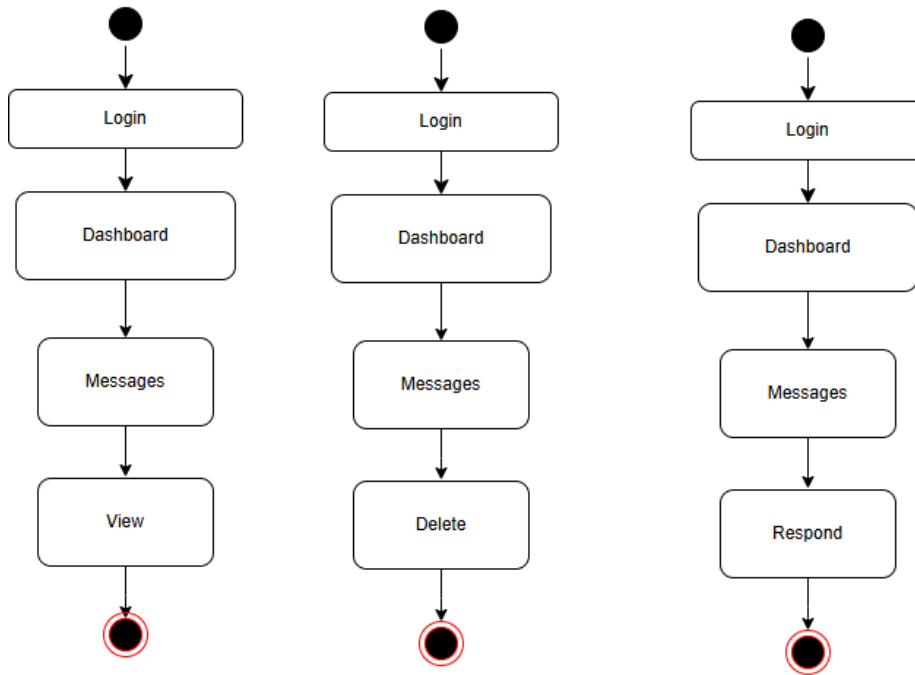 Login
Dashboard
Messages
View
Login
Dashboard
Messages
Delete
Login
Dashboard
Messages
Respond